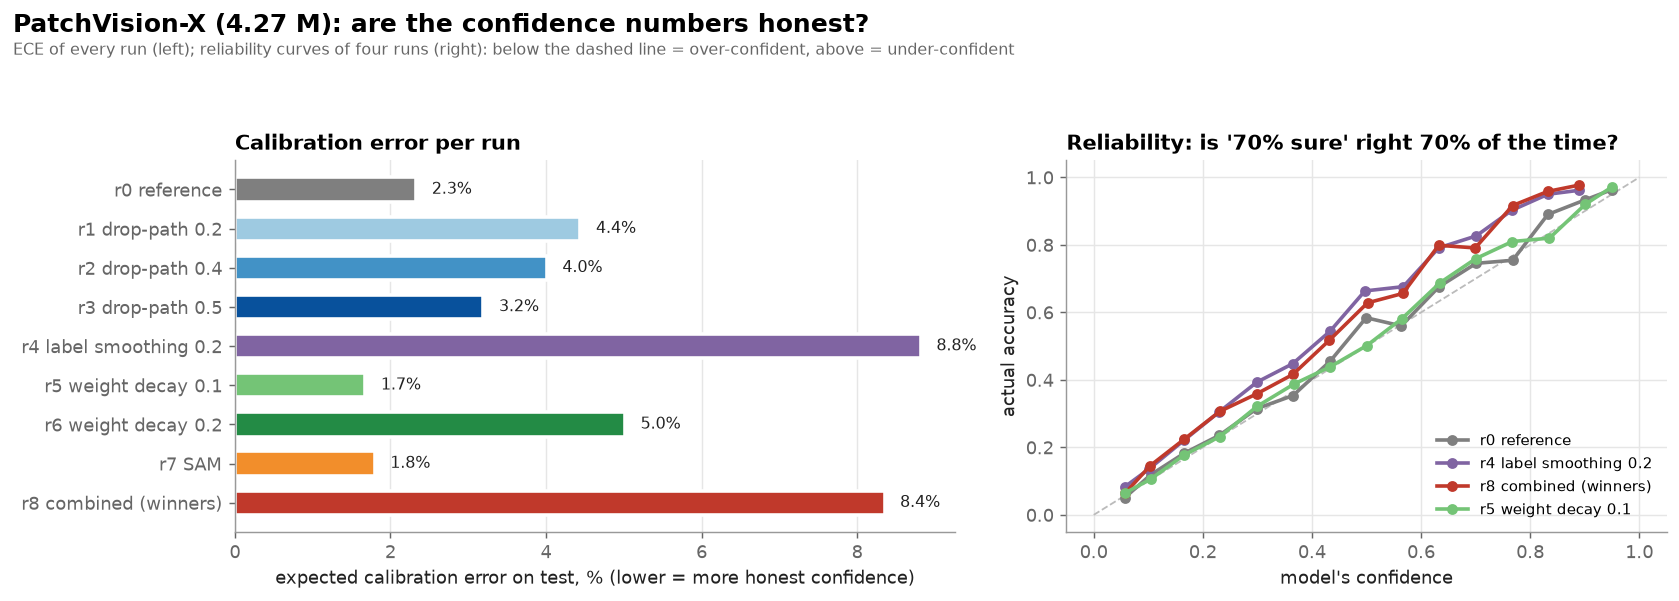 PatchVision-X (4.27 M): are the confidence numbers honest?
ECE of every run (left); reliability curves of four runs (right): below the dashed line = over-confident, above = under-confident
Calibration error per run
r0 reference
2.3%
r1 drop-path 0.2
4.4%
r2 drop-path 0.4
4.0%
r3 drop-path 0.5
3.2%
r4 label smoothing 0.2
8.8%
r5 weight decay 0.1
1.7%
r6 weight decay 0.2
5.0%
r7 SAM
1.8%
r8 combined (winners)
8.4%
0 2 4 6 8
expected calibration error on test, % (lower = more honest confidence)
Reliability: is '70% sure' right 70% of the time?
actual accuracy
1.0
0.8
0.6
0.4
0.2
0.0
r0 reference
r4 label smoothing 0.2
r8 combined (winners)
r5 weight decay 0.1
0.0 0.2 0.4 0.6 0.8 1.0
model's confidence